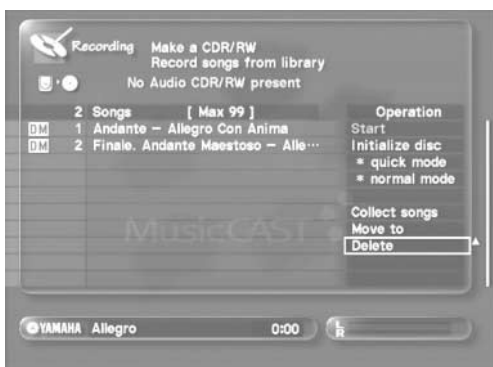 Recording
Make a CDR/RW
Record songs from library
No Audio CDR/RW present
2 Songs [ Max 99 ]
Operation
DM 1 Andante – Allegro Con Anima
Start
DM 2 Finale. Andante Maestoso – Alle…
Initialize disc
* quick mode
* normal mode
Collect songs
MusicCAST
Move to
Delete
YAMAHA Allegro 0:00
L
R